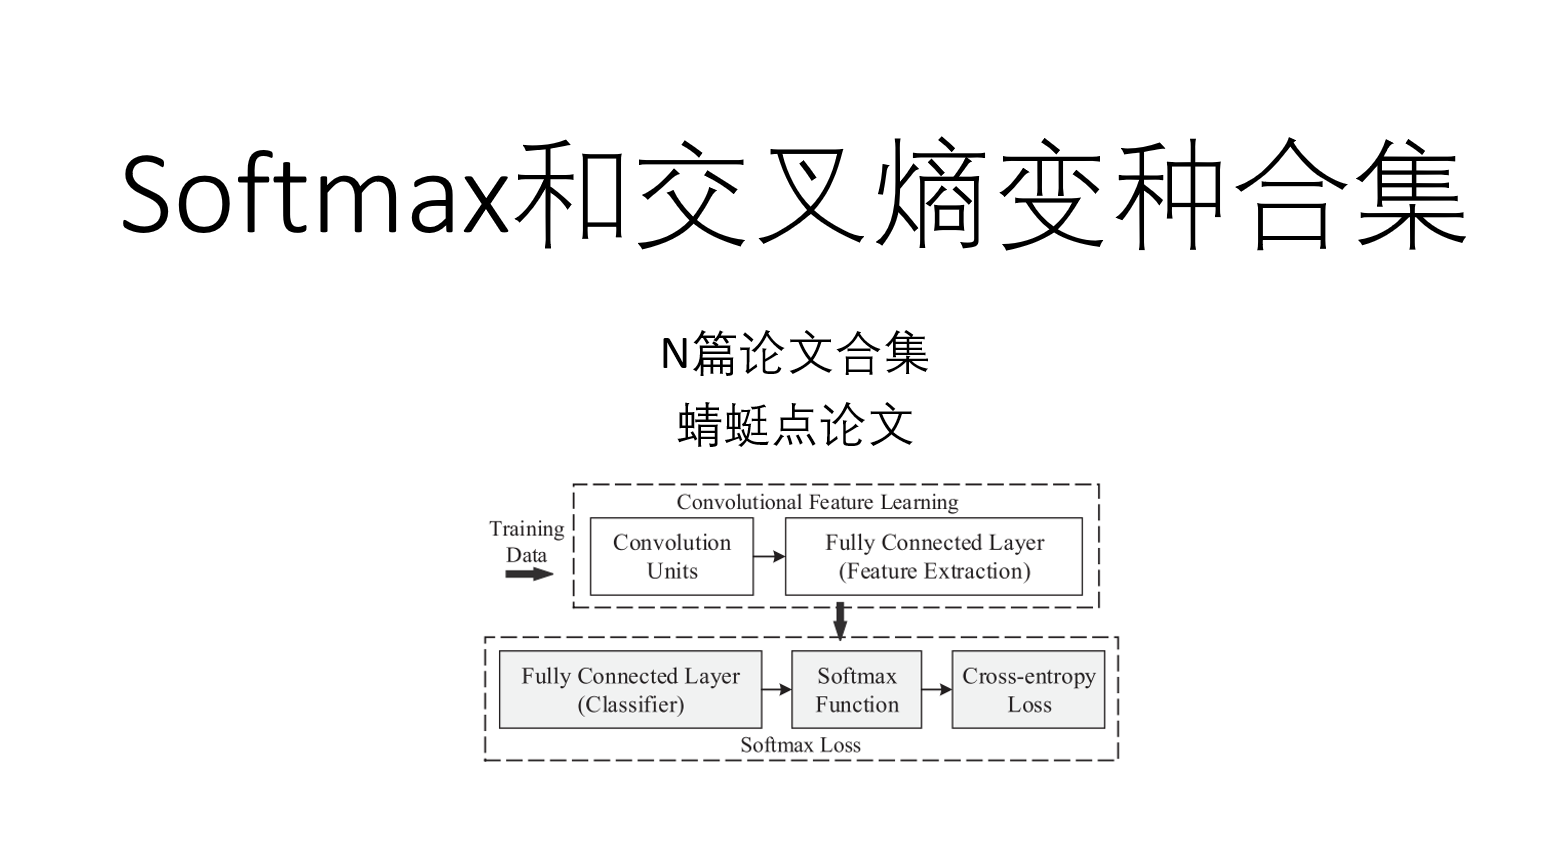 Softmax和交叉熵变种合集
N篇论文合集
蜻蜓点论文
Convolutional Feature Learning
Training
Data
Convolution
Units
Fully Connected Layer
(Feature Extraction)
Fully Connected Layer
(Classifier)
Softmax
Function
Cross-entropy
Loss
Softmax Loss